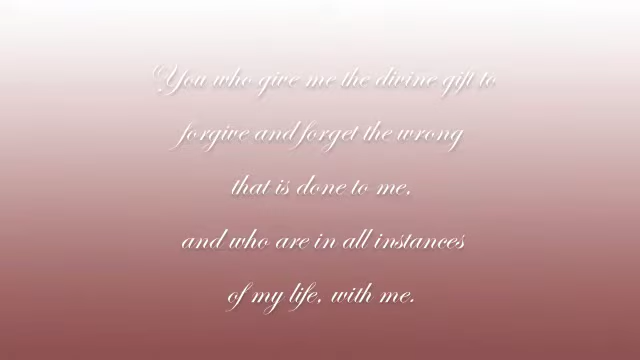 You who give me the divine gift to
forgive and forget the wrong
that is done to me,
and who are in all instances
of my life, with me.